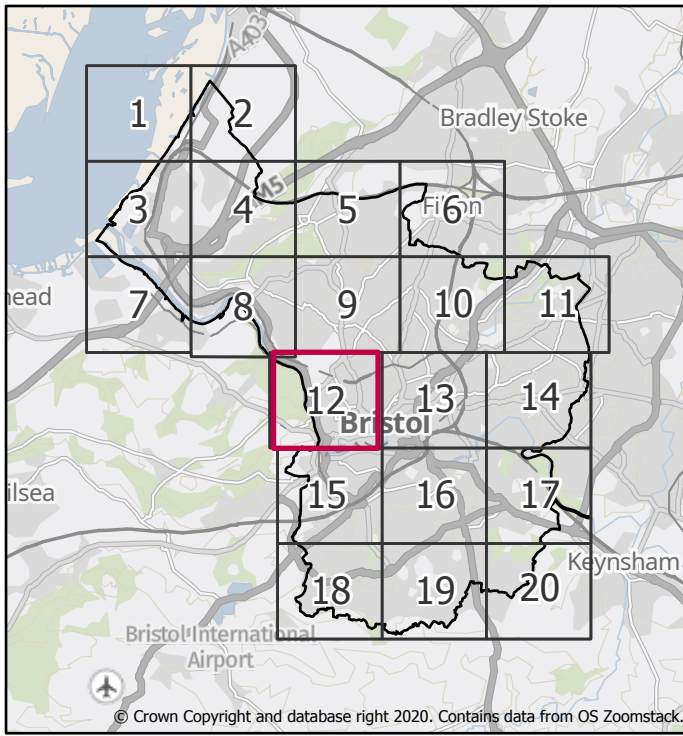 A403
1
2
Bradley Stoke
M5
3
4
5
6
Filton
head
7
8
9
10
11
12
13
14
Bristol
ilsea
15
16
17
Keynsham
18
19
20
Bristol International
Airport
© Crown Copyright and database right 2020. Contains data from OS Zoomstack.